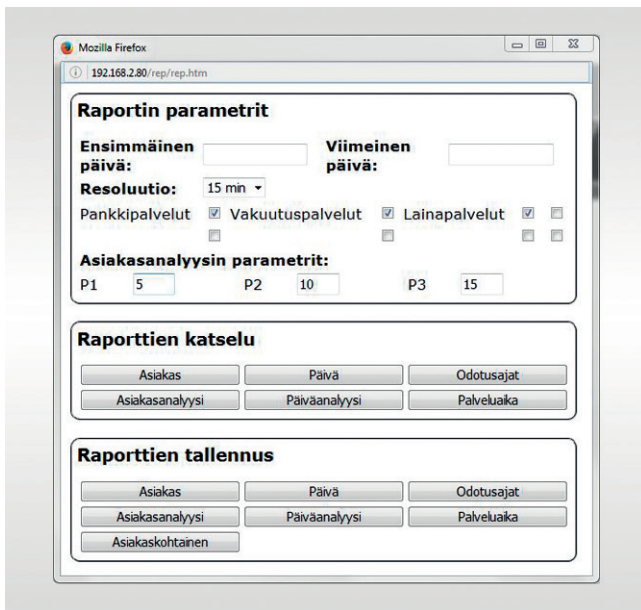 Mozilla Firefox
192.168.2.80/rep/rep.htm
Raportin parametrit
Ensimmäinen päivä: Viimeinen päivä:
Resoluutio: 15 min
Pankkipalvelut Vakuutuspalvelut Lainapalvelut
Asiakasanalyysin parametrit:
P1 5 P2 10 P3 15
Raporttien katselu
Asiakas Päivä Odotusajat
Asiakasanalyysi Päiväanalyysi Palveluaika
Raporttien tallennus
Asiakas Päivä Odotusajat
Asiakasanalyysi Päiväanalyysi Palveluaika
Asiakaskohtainen